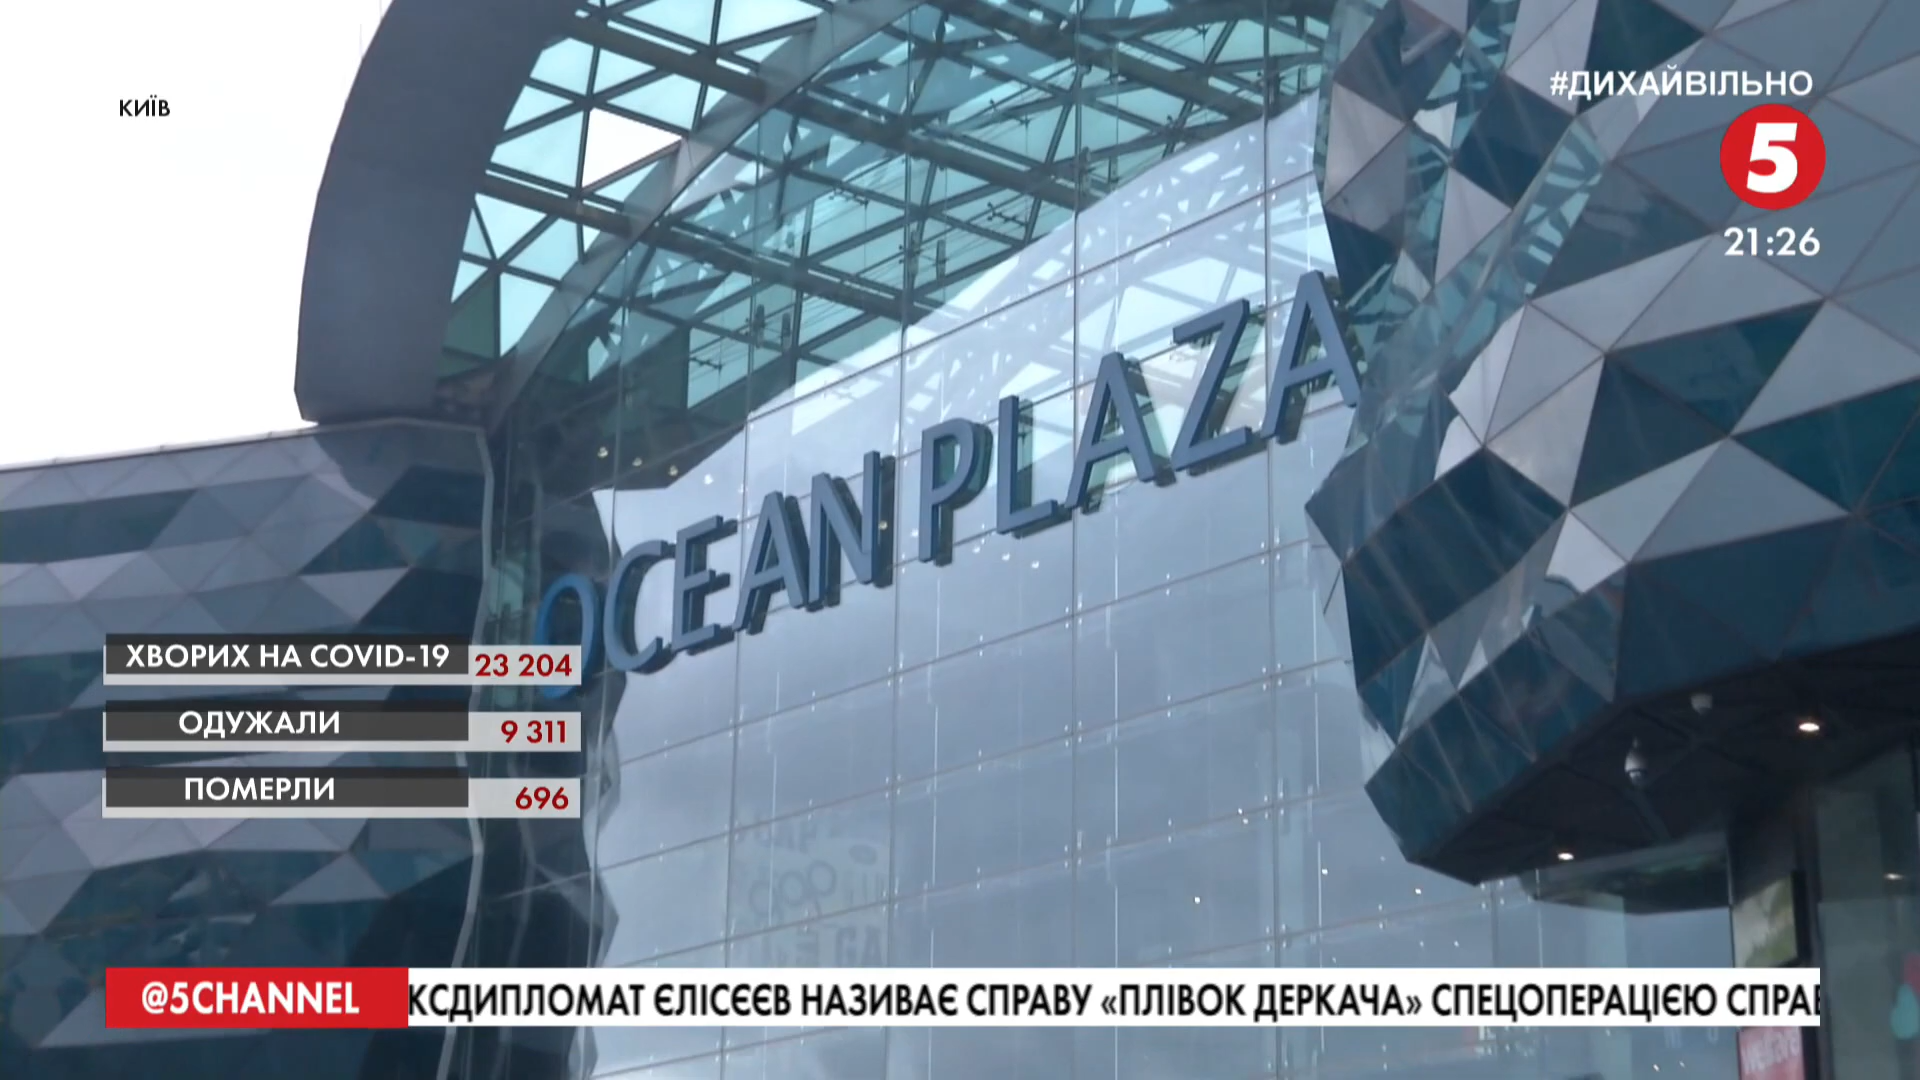 #ДИХАЙВІЛЬНО
КИЇВ
5
21:26
OCEAN PLAZA
ХВОРИХ НА COVID-19 23 204
ОДУЖАЛИ 9 311
ПОМЕРЛИ 696
@5CHANNEL КСДИПЛОМАТ ЄЛІСЄЄВ НАЗИВАЄ СПРАВУ «ПЛІВОК ДЕРКАЧА» СПЕЦОПЕРАЦІЄЮ СПРАВ